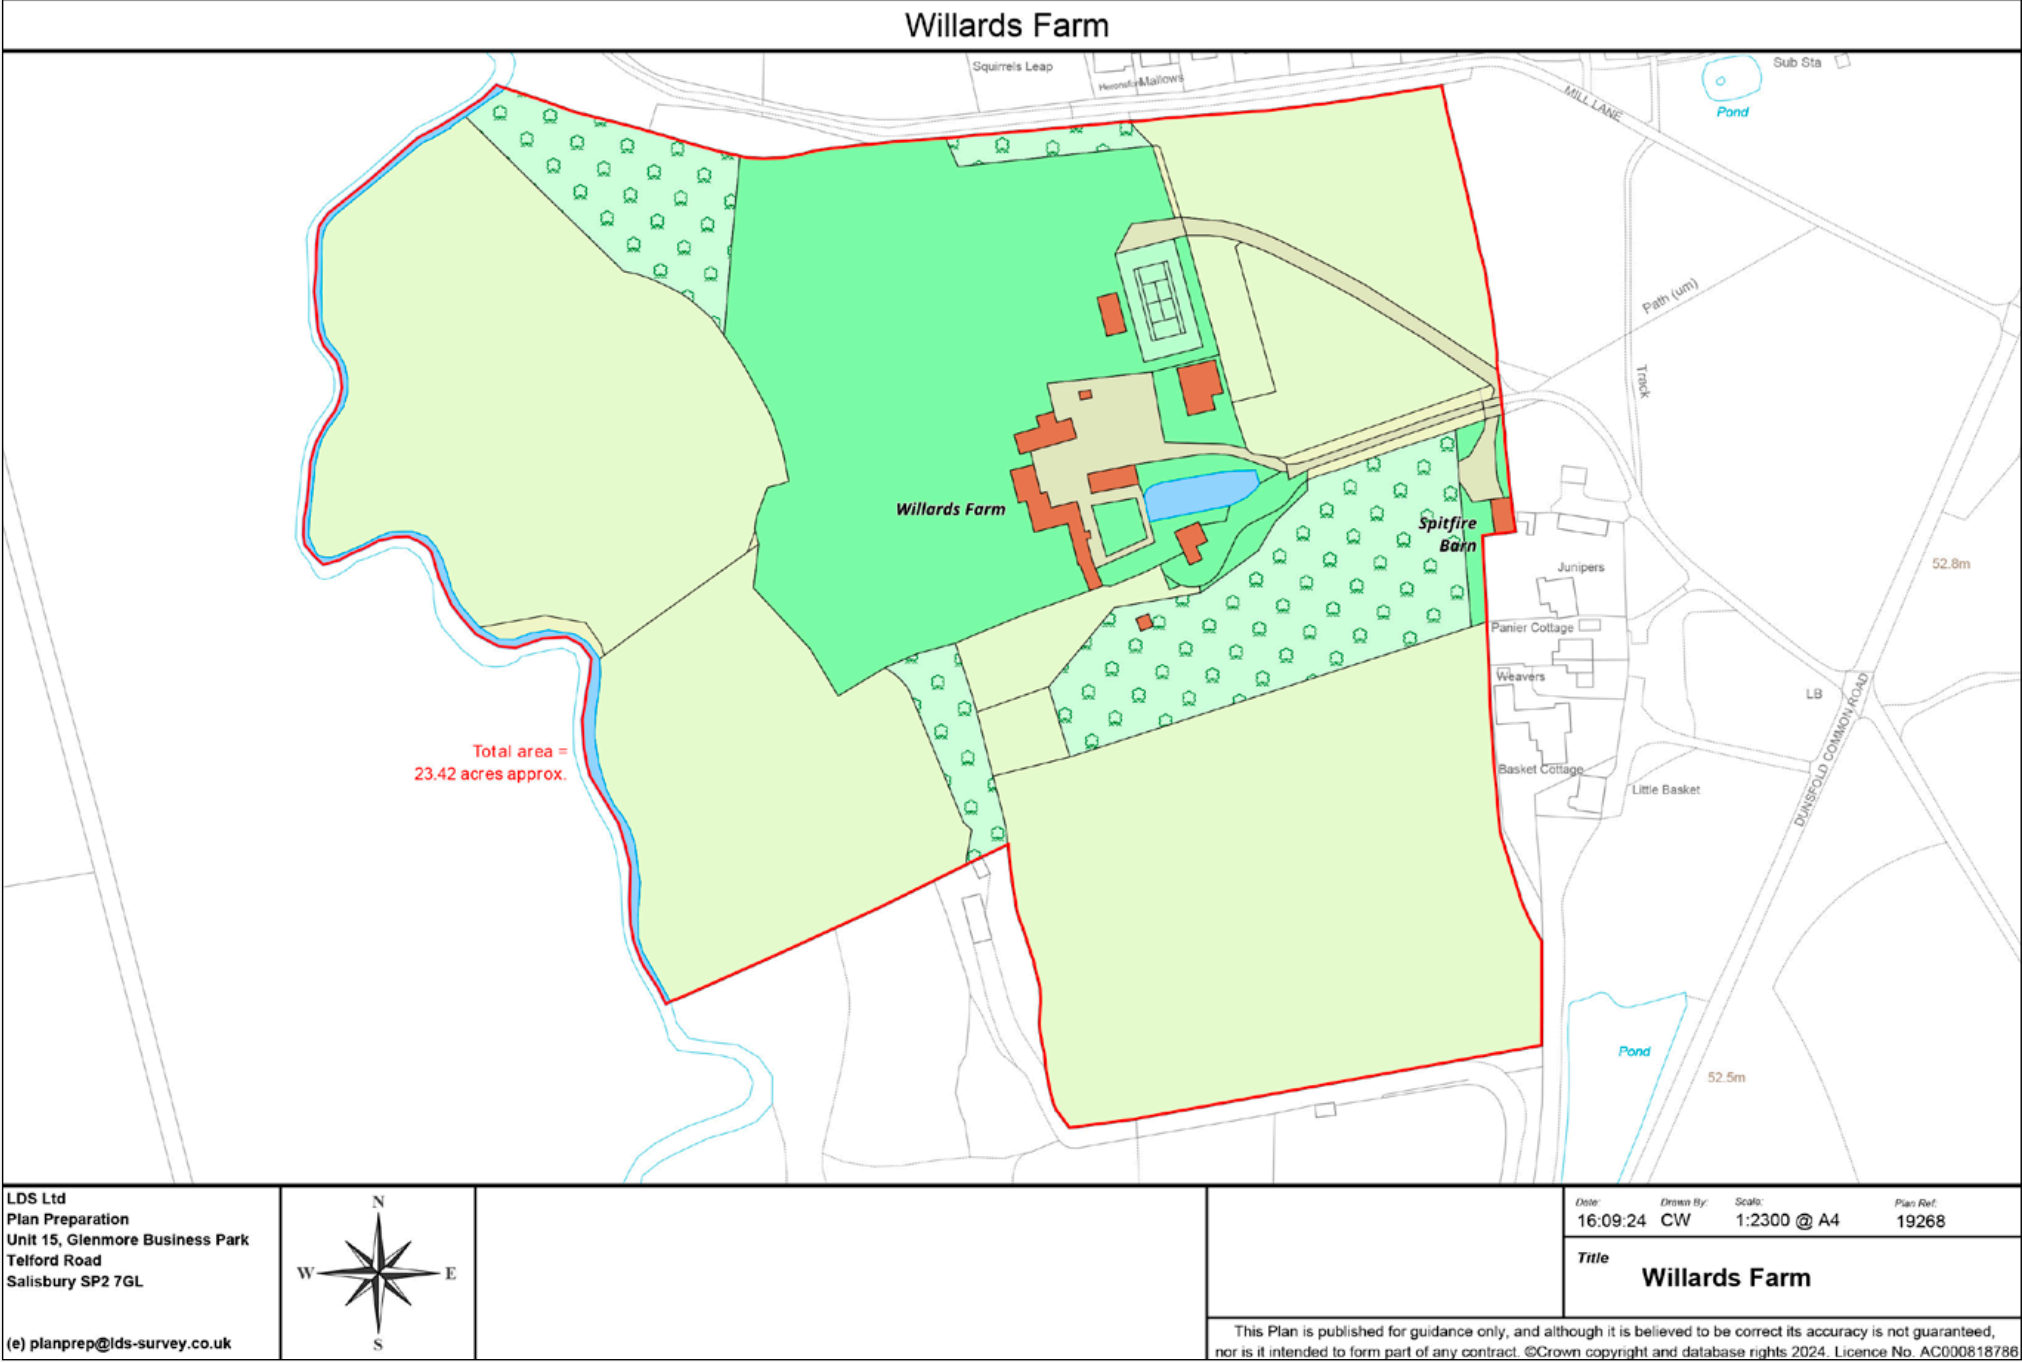 Willards Farm
Squirrels Leap
Mallows
Sub Sta
MILL LANE
Pond
Path (um)
Track
Willards Farm
Spitfire
Barn
Junipers
52.8m
Panier Cottage
Weavers
LB
Total area =
23.42 acres approx.
Basket Cottage
Little Basket
DUNSFOLD COMMON ROAD
Pond
52.5m
LDS Ltd
Plan Preparation
Unit 15, Glenmore Business Park
Telford Road
Salisbury SP2 7GL
(e) planprep@lds-survey.co.uk
N
W
E
S
Date: Drawn By: Scale: Plan Ref:
16:09:24 CW 1:2300 @ A4 19268
Title
Willards Farm
This Plan is published for guidance only, and although it is believed to be correct its accuracy is not guaranteed,
nor is it intended to form part of any contract. ©Crown copyright and database rights 2024. Licence No. AC000818786